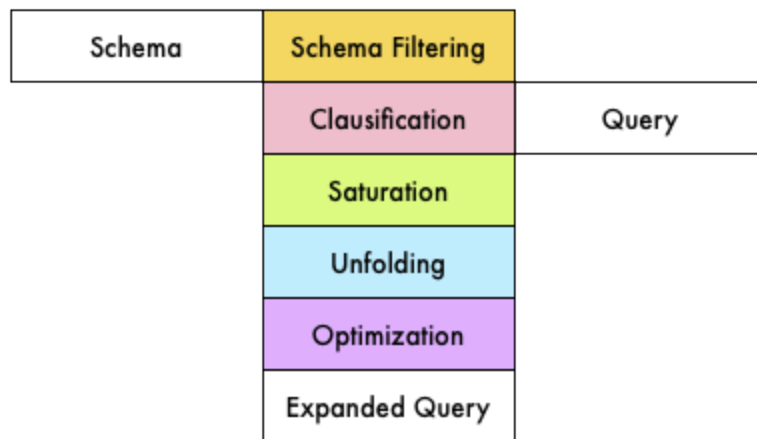 Schema
Schema Filtering
Clausification
Query
Saturation
Unfolding
Optimization
Expanded Query